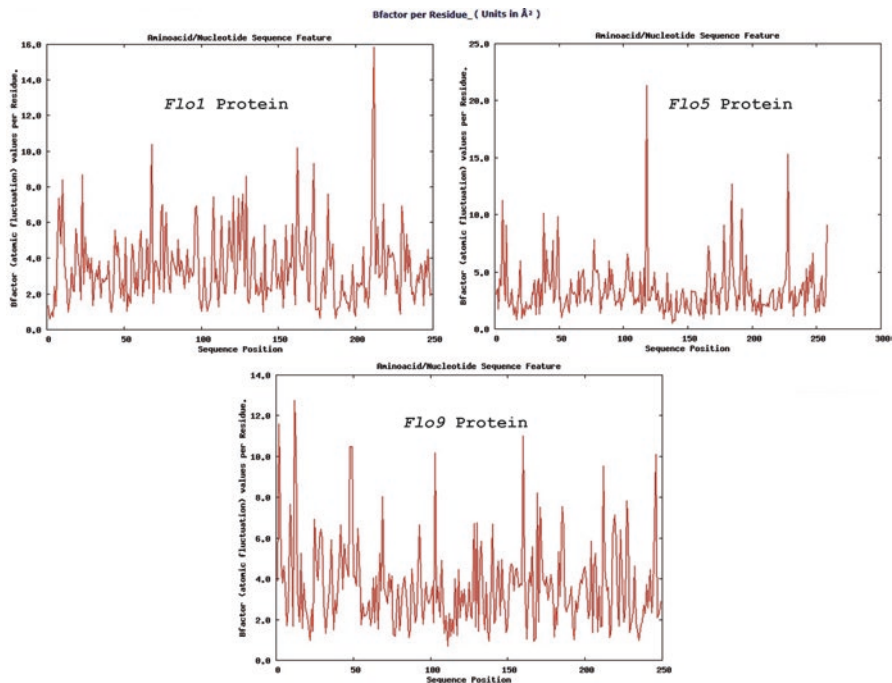 Bfactor per Residue_( Units in Å² )
Aminoacid/Nucleotide Sequence Feature
Bfactor (atomic fluctuation) values per Residue.
16.0
14.0
12.0
10.0
8.0
6.0
4.0
2.0
0.0
Flo1 Protein
0 50 100 150 200 250
Sequence Position
Aminoacid/Nucleotide Sequence Feature
Bfactor (atomic fluctuation) values per Residue.
25.0
20.0
15.0
10.0
5.0
0.0
Flo5 Protein
0 50 100 150 200 250 300
Sequence Position
Aminoacid/Nucleotide Sequence Feature
Bfactor (atomic fluctuation) values per Residue.
14.0
12.0
10.0
8.0
6.0
4.0
2.0
0.0
Flo9 Protein
0 50 100 150 200 250
Sequence Position